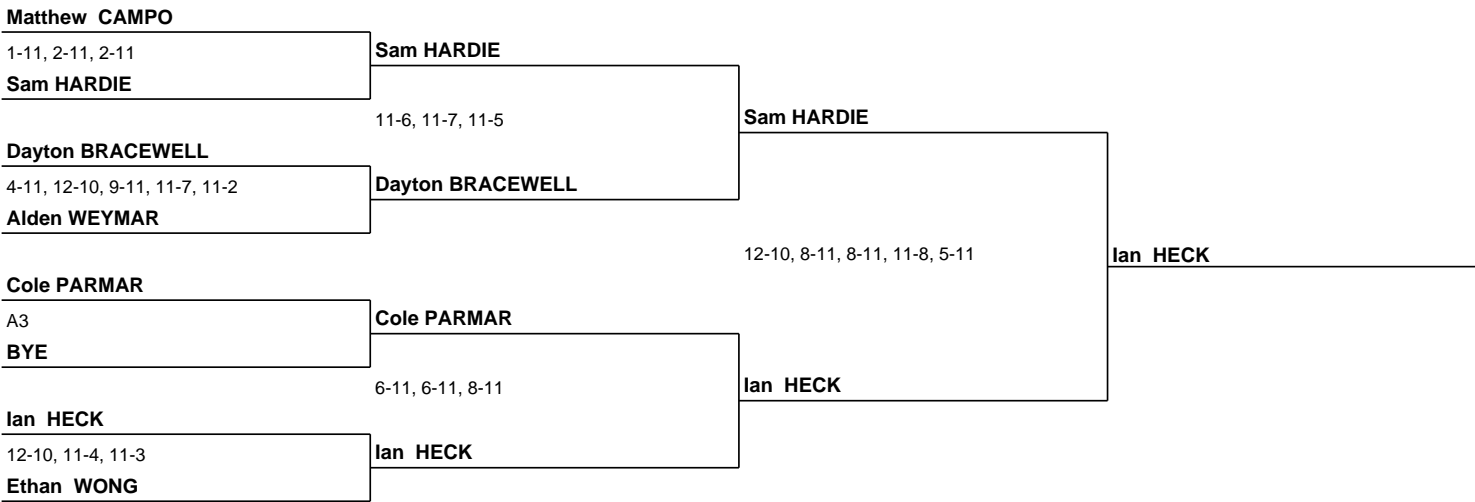 Matthew  CAMPO
1-11, 2-11, 2-11
Sam HARDIE
Sam HARDIE
11-6, 11-7, 11-5
Sam HARDIE
Dayton BRACEWELL
4-11, 12-10, 9-11, 11-7, 11-2
Dayton BRACEWELL
Alden WEYMAR
12-10, 8-11, 8-11, 11-8, 5-11
Ian  HECK
Cole PARMAR
A3
Cole PARMAR
BYE
6-11, 6-11, 8-11
Ian  HECK
Ian  HECK
12-10, 11-4, 11-3
Ian  HECK
Ethan  WONG